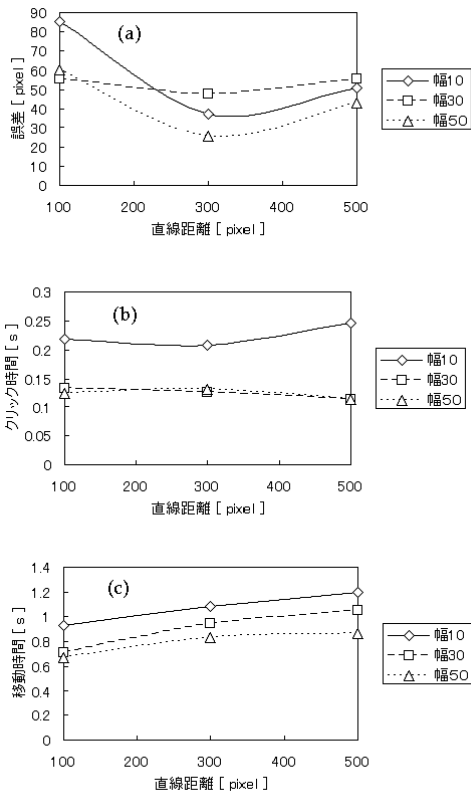 90
80
70
60
50
40
30
20
10
0
誤差 [ pixel ]
(a)
100 200 300 400 500
直線距離 [ pixel ]
幅10
幅30
幅50
0.3
0.25
0.2
0.15
0.1
0.05
0
クリック時間 [ s ]
(b)
100 200 300 400 500
直線距離 [ pixel ]
幅10
幅30
幅50
1.4
1.2
1
0.8
0.6
0.4
0.2
0
移動時間 [ s ]
(c)
100 200 300 400 500
直線距離 [ pixel ]
幅10
幅30
幅50